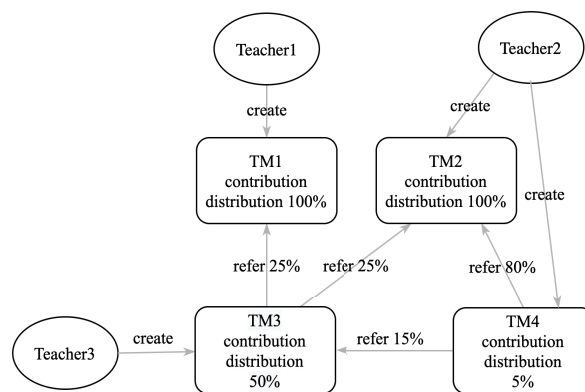 Teacher1
Teacher2
create
create
TM1
contribution
distribution 100%
TM2
contribution
distribution 100%
create
refer 25%
refer 25%
refer 80%
TM3
contribution
distribution
50%
TM4
contribution
distribution
5%
Teacher3
create
refer 15%